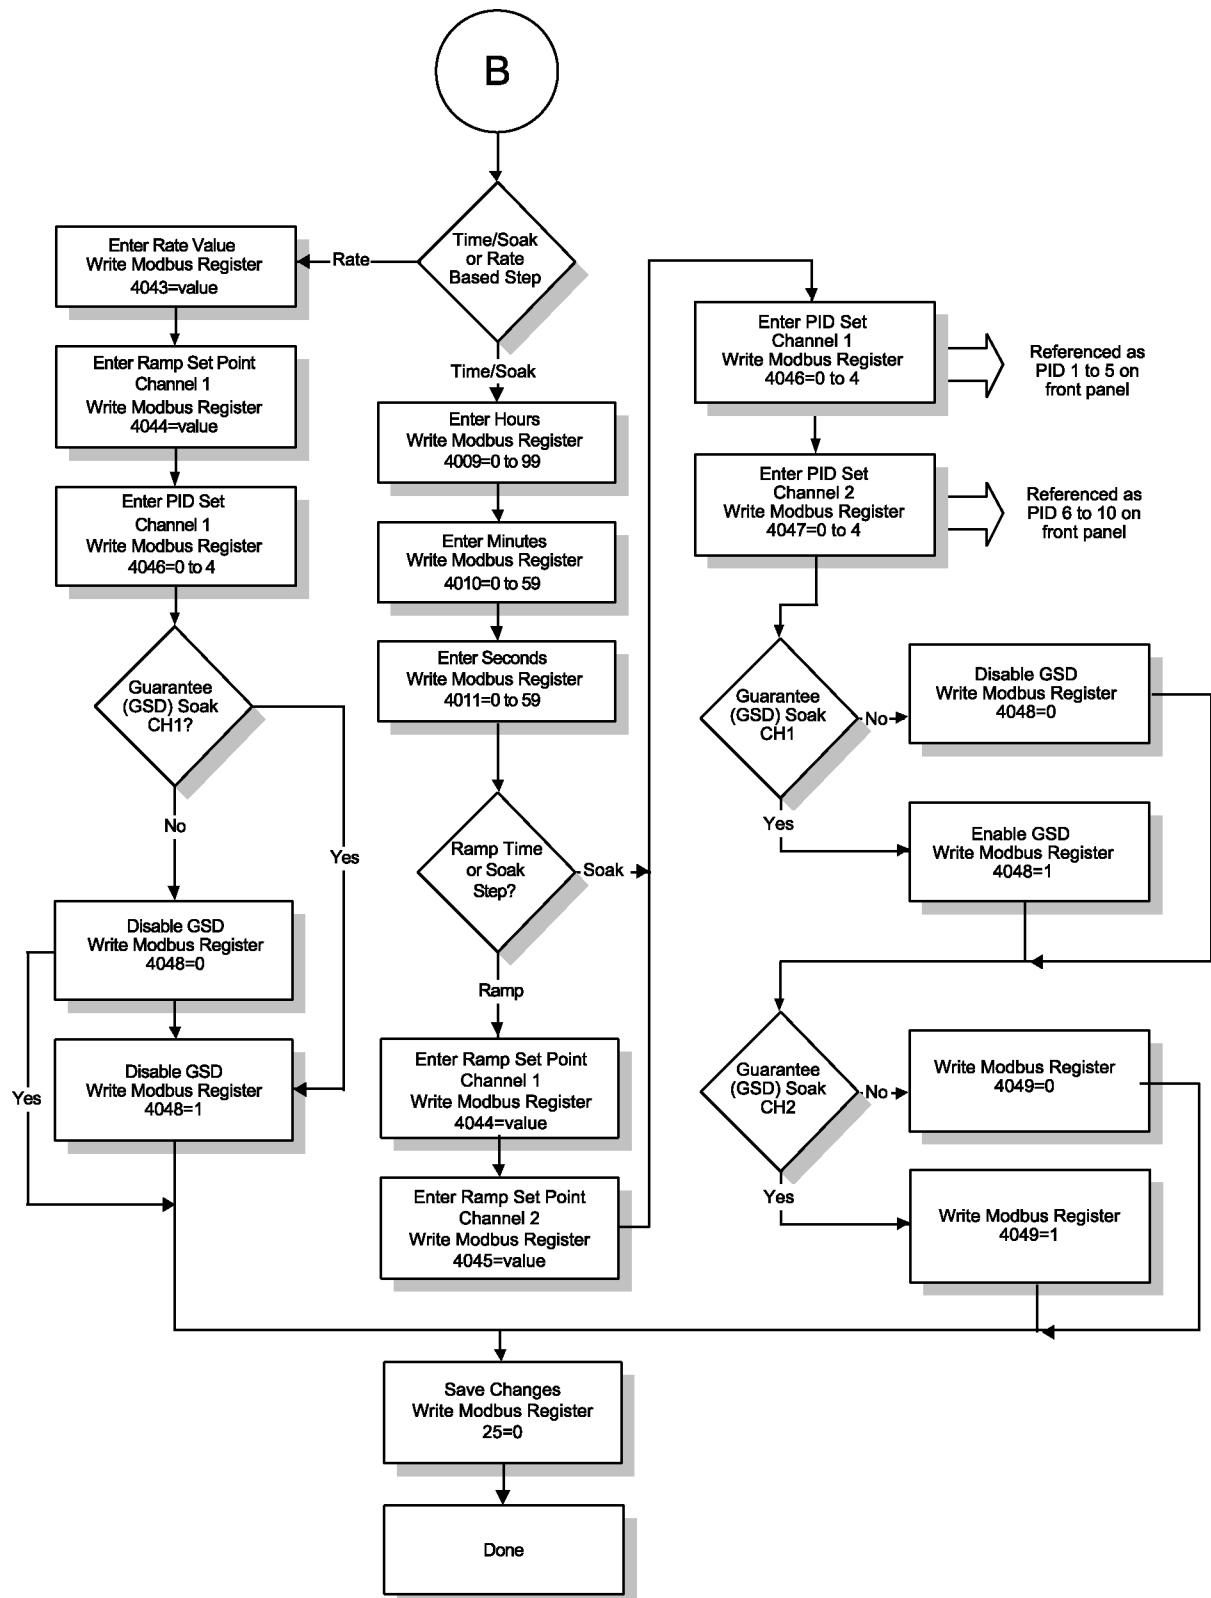 B
Time/Soak
or Rate
Based Step
Rate
Enter Rate Value
Write Modbus Register
4043=value
Enter Ramp Set Point
Channel 1
Write Modbus Register
4044=value
Enter PID Set
Channel 1
Write Modbus Register
4046=0 to 4
Guarantee
(GSD) Soak
CH1?
No
Yes
Disable GSD
Write Modbus Register
4048=0
Disable GSD
Write Modbus Register
4048=1
Yes
Time/Soak
Enter Hours
Write Modbus Register
4009=0 to 99
Enter Minutes
Write Modbus Register
4010=0 to 59
Enter Seconds
Write Modbus Register
4011=0 to 59
Ramp Time
or Soak
Step?
Soak
Ramp
Enter Ramp Set Point
Channel 1
Write Modbus Register
4044=value
Enter Ramp Set Point
Channel 2
Write Modbus Register
4045=value
Enter PID Set
Channel 1
Write Modbus Register
4046=0 to 4
Referenced as
PID 1 to 5 on
front panel
Enter PID Set
Channel 2
Write Modbus Register
4047=0 to 4
Referenced as
PID 6 to 10 on
front panel
Guarantee
(GSD) Soak
CH1
No
Disable GSD
Write Modbus Register
4048=0
Yes
Enable GSD
Write Modbus Register
4048=1
Guarantee
(GSD) Soak
CH2
No
Write Modbus Register
4049=0
Yes
Write Modbus Register
4049=1
Save Changes
Write Modbus Register
25=0
Done